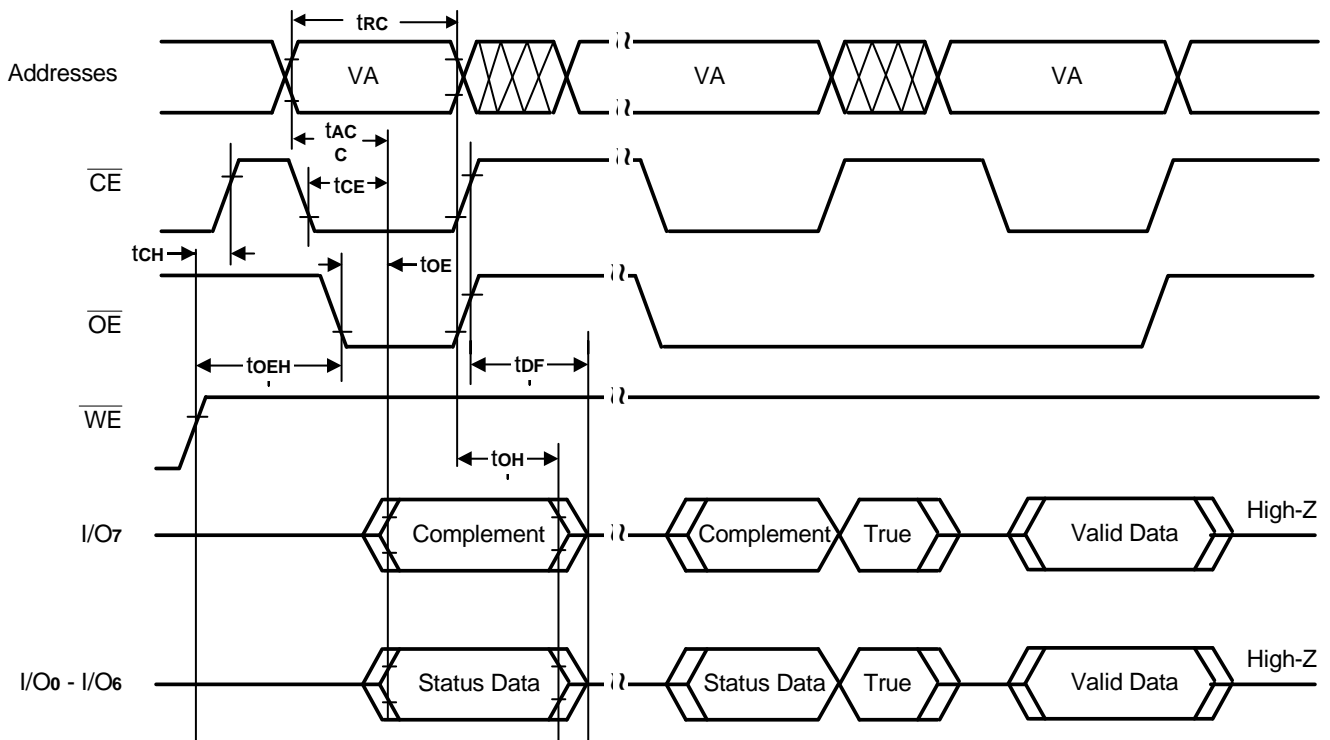 tRC
Addresses
VA
VA
VA
tAC
C
CE
tCE
tCH
tOE
OE
tOEH
tDF
WE
tOH
I/O7
Complement
Complement
True
Valid Data
High-Z
I/O0 - I/O6
Status Data
Status Data
True
Valid Data
High-Z